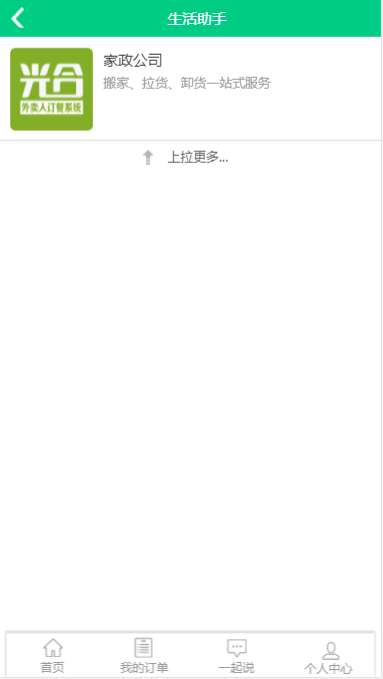 生活助手
光合
外卖人订餐系统
家政公司
搬家、拉货、卸货一站式服务
上拉更多...
首页
我的订单
一起说
个人中心